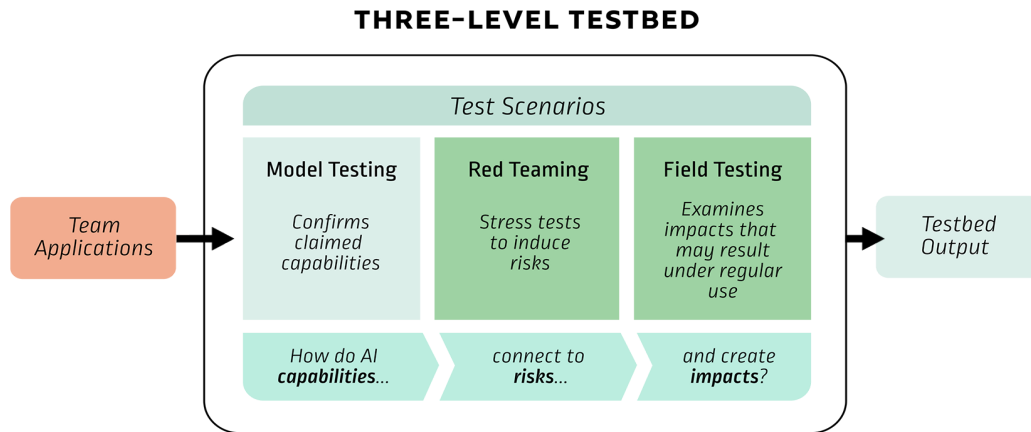 THREE-LEVEL TESTBED
Test Scenarios
Team
Applications
Model Testing
Confirms
claimed
capabilities
Red Teaming
Stress tests
to induce
risks
Field Testing
Examines
impacts that
may result
under regular
use
How do AI
capabilities...
connect to
risks...
and create
impacts?
Testbed
Output